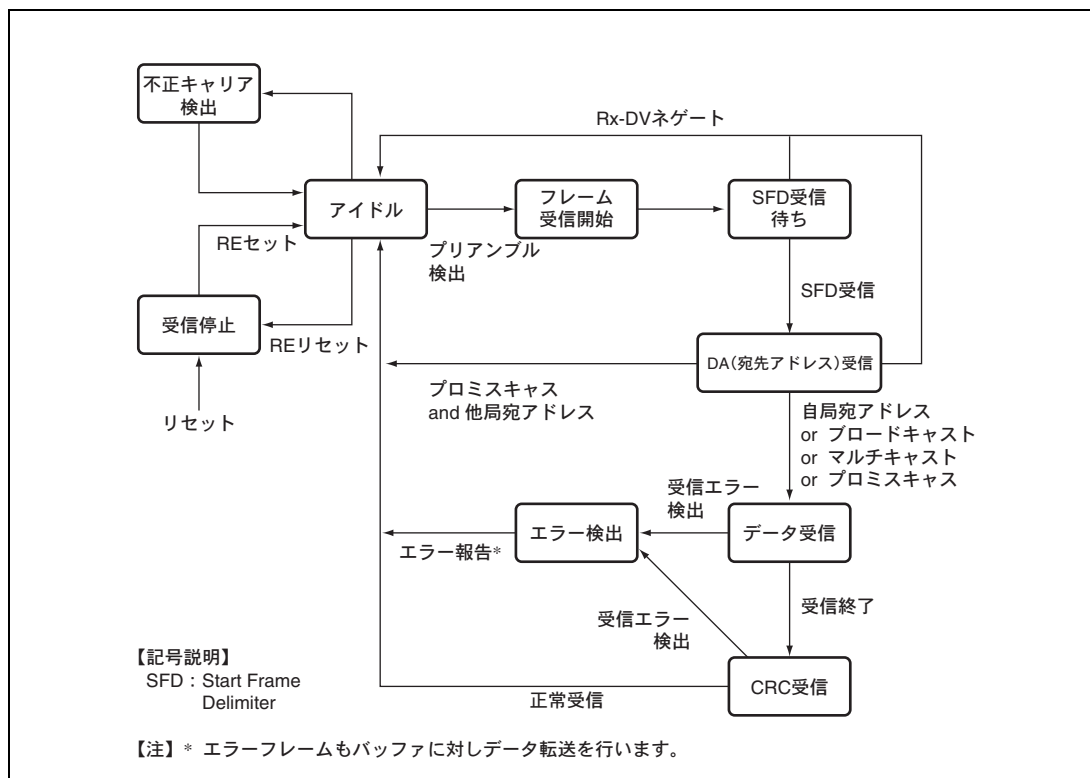 不正キャリア
検出
Rx-DVネゲート
アイドル
フレーム
受信開始
SFD受信
待ち
REセット
プリアンブル
検出
SFD受信
受信停止
REリセット
DA(宛先アドレス)受信
リセット
プロミスキャス
and 他局宛アドレス
自局宛アドレス
or ブロードキャスト
or マルチキャスト
or プロミスキャス
受信エラー
検出
エラー検出
データ受信
エラー報告*
受信終了
受信エラー
検出
【記号説明】
SFD : Start Frame
Delimiter
正常受信
CRC受信
【注】* エラーフレームもバッファに対しデータ転送を行います。